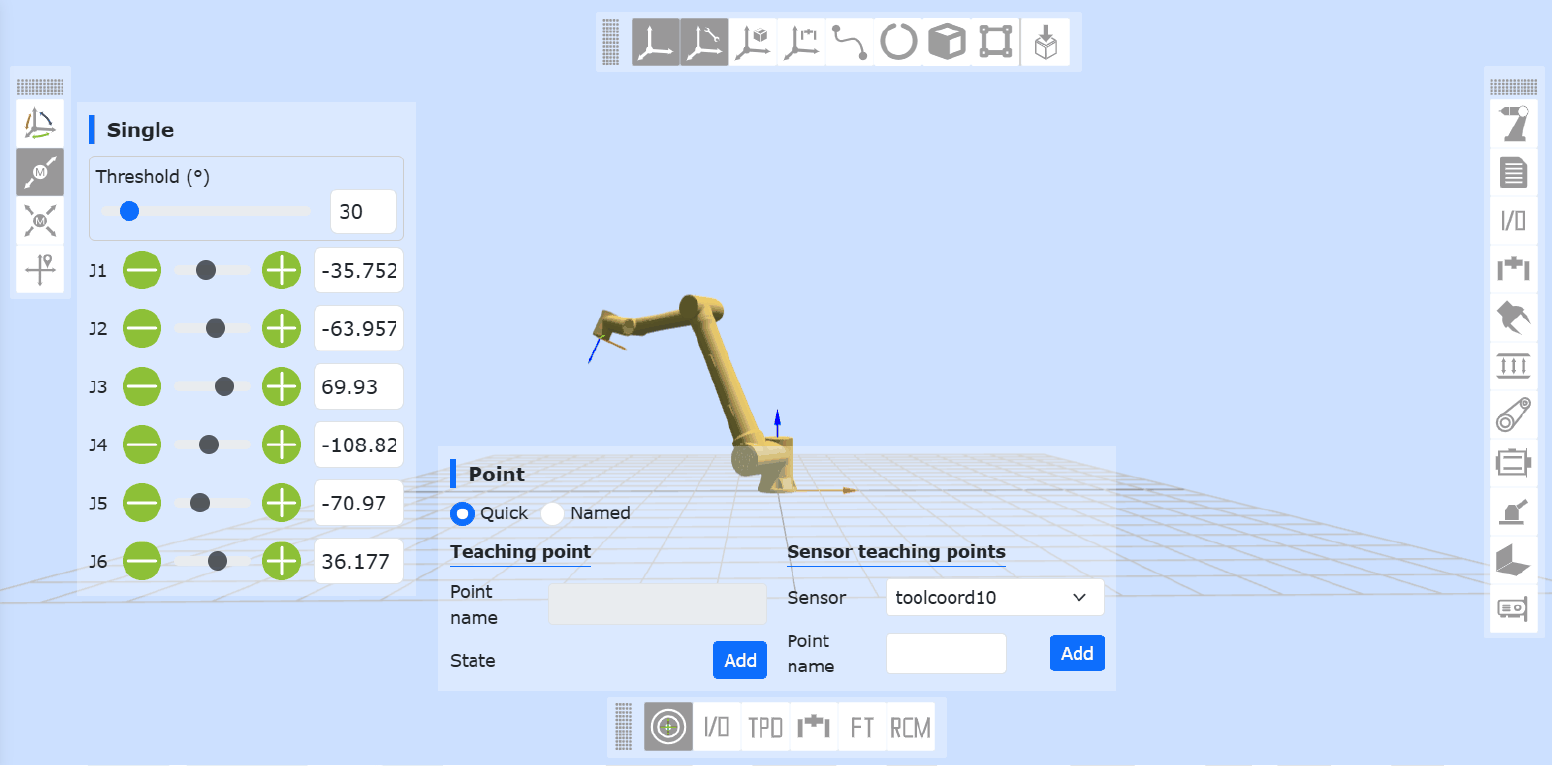 Single
Threshold (°)
30
J1 -35.752
J2 -63.957
J3 69.93
J4 -108.82
J5 -70.97
J6 36.177
M
M
I/O
Point
Quick Named
Teaching point
Point name
State Add
Sensor teaching points
Sensor toolcoord10
Point name Add
I/O TPD FT RCM